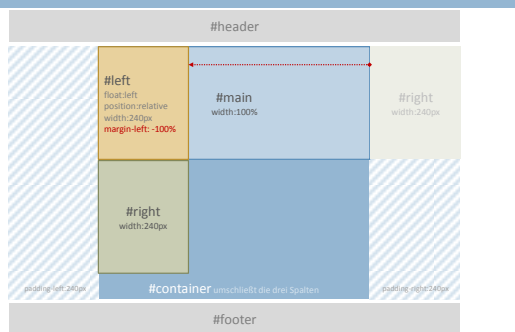 #header
#left
float:left
position:relative
width:240px
margin-left: -100%
#main
width:100%
#right
width:240px
#right
width:240px
padding-left:240px
#container umschließt die drei Spalten
padding-right:240px
#footer